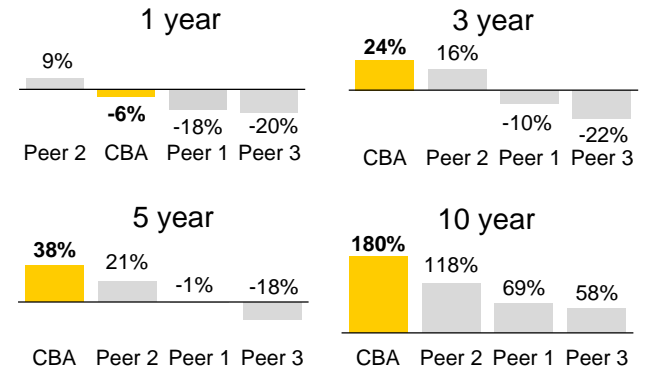 1 year
9%
-6%
-18%
-20%
Peer 2 CBA Peer 1 Peer 3
3 year
24%
16%
-10%
-22%
CBA Peer 2 Peer 1 Peer 3
5 year
38%
21%
-1%
-18%
CBA Peer 2 Peer 1 Peer 3
10 year
180%
118%
69%
58%
CBA Peer 2 Peer 1 Peer 3